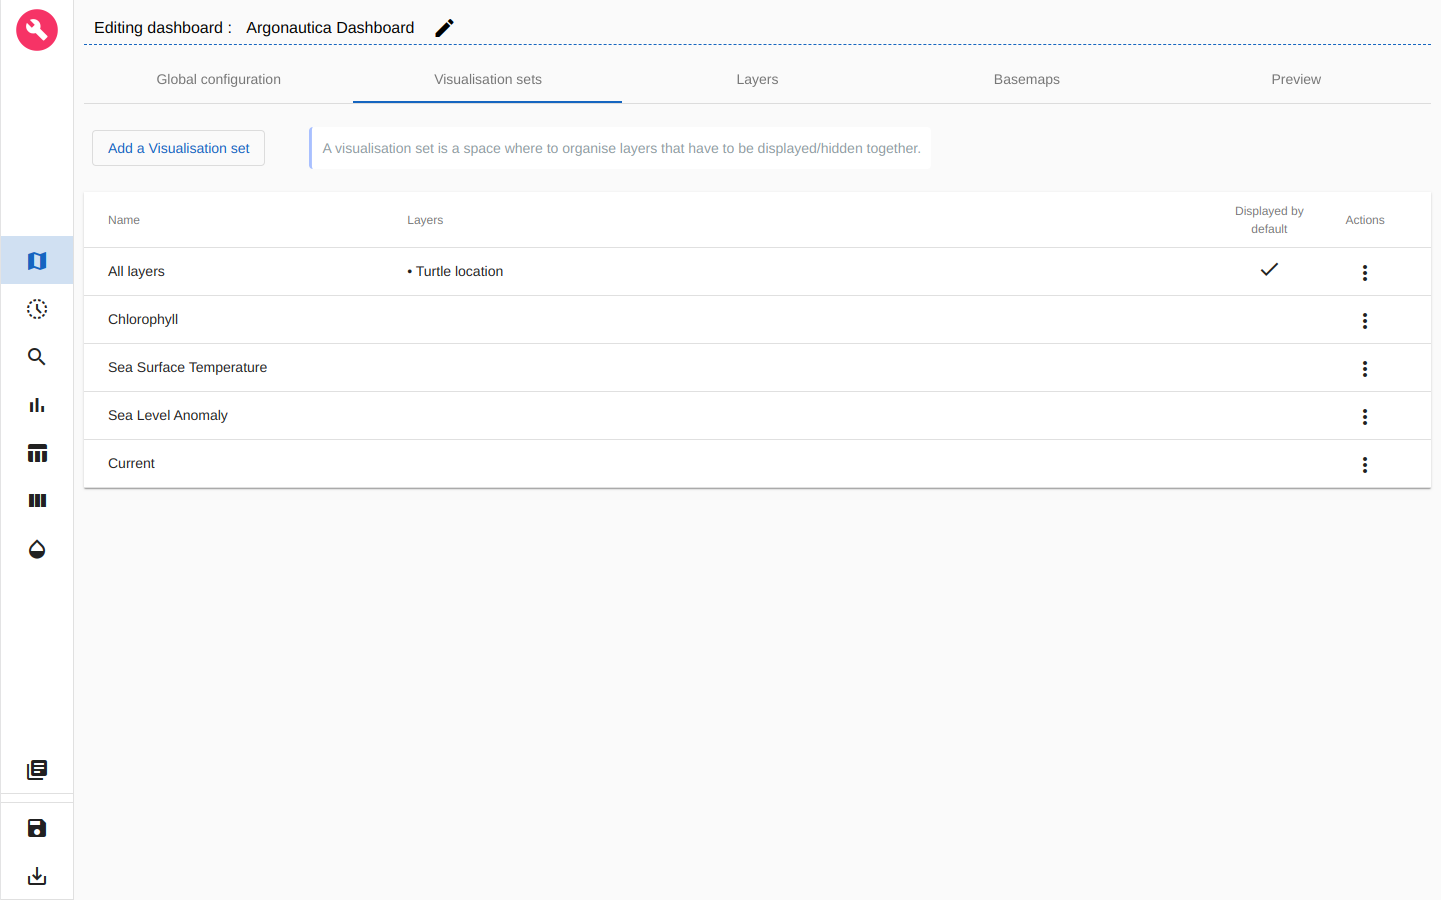 Editing dashboard : Argonautica Dashboard
Global configuration
Visualisation sets
Layers
Basemaps
Preview
Add a Visualisation set
A visualisation set is a space where to organise layers that have to be displayed/hidden together.
Name
Layers
Displayed by
default
Actions
All layers
• Turtle location
Chlorophyll
Sea Surface Temperature
Sea Level Anomaly
Current